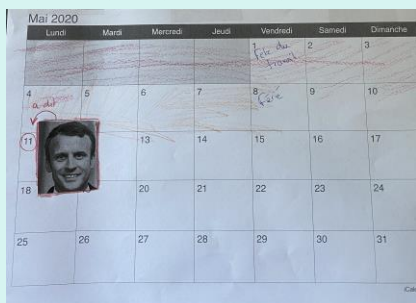 Mai 2020
Lundi Mardi Mercredi Jeudi Vendredi Samedi Dimanche
1 2 3
Fête du
travail
4 5 6 7 8 9 10
a dit
Férié
11 13 14 15 16 17
18 20 21 22 23 24
25 26 27 28 29 30 31